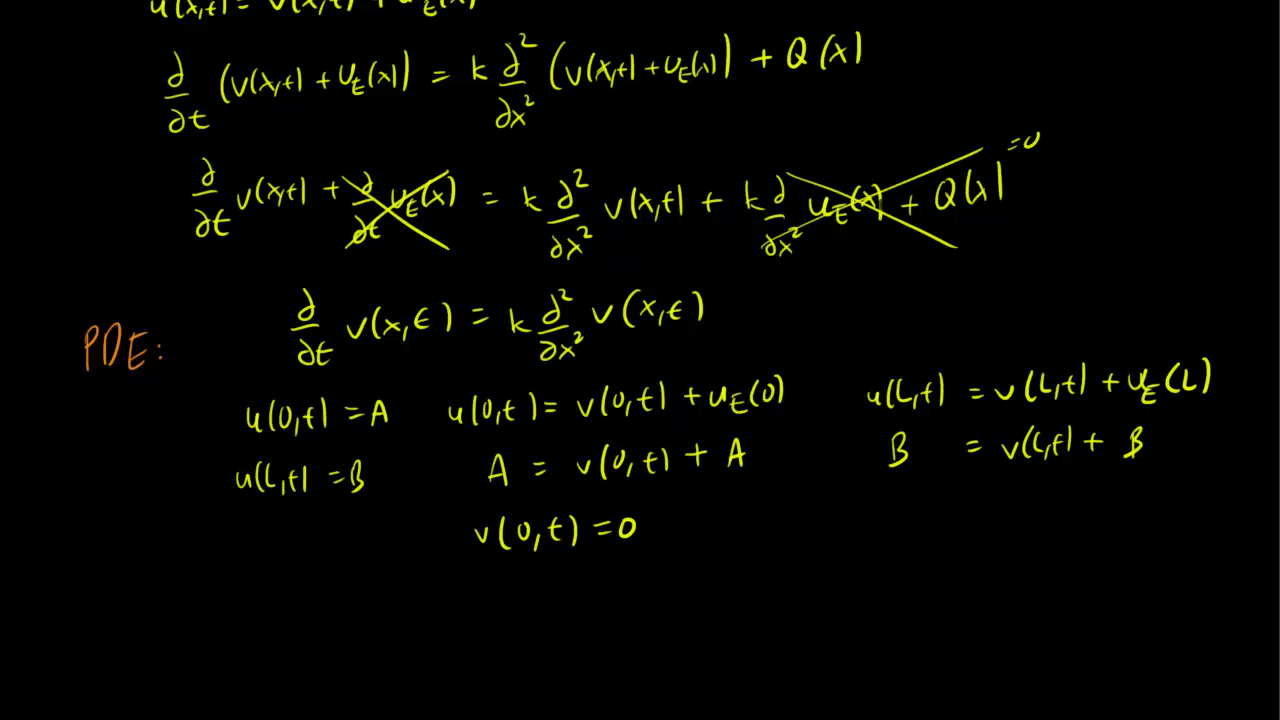 u(x,t) = v(x,t) + u_E(x)
∂/∂t (v(x,t) + u_E(x)) = k ∂²/∂x² (v(x,t) + u_E(x)) + Q(x)
∂/∂t v(x,t) + ∂/∂t u_E(x) = k ∂²/∂x² v(x,t) + k ∂/∂x² u_E(x) + Q(x) = 0
PDE: ∂/∂t v(x,t) = k ∂²/∂x² v(x,t)
u(0,t) = A u(0,t) = v(0,t) + u_E(0) u(L,t) = v(L,t) + u_E(L)
u(L,t) = B A = v(0,t) + A B = v(L,t) + B
v(0,t) = 0